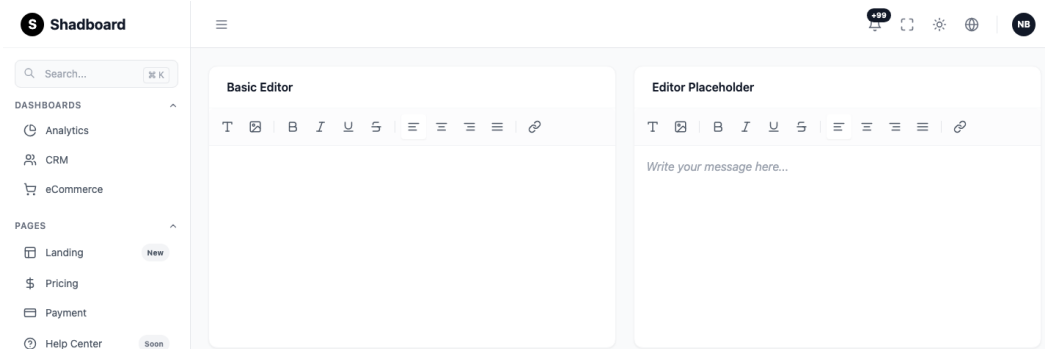 S Shadboard
+99
NB
Search... ⌘ K
DASHBOARDS
Analytics
CRM
eCommerce
PAGES
Landing New
Pricing
Payment
Help Center Soon
Basic Editor
T B I U S
Editor Placeholder
T B I U S
Write your message here...